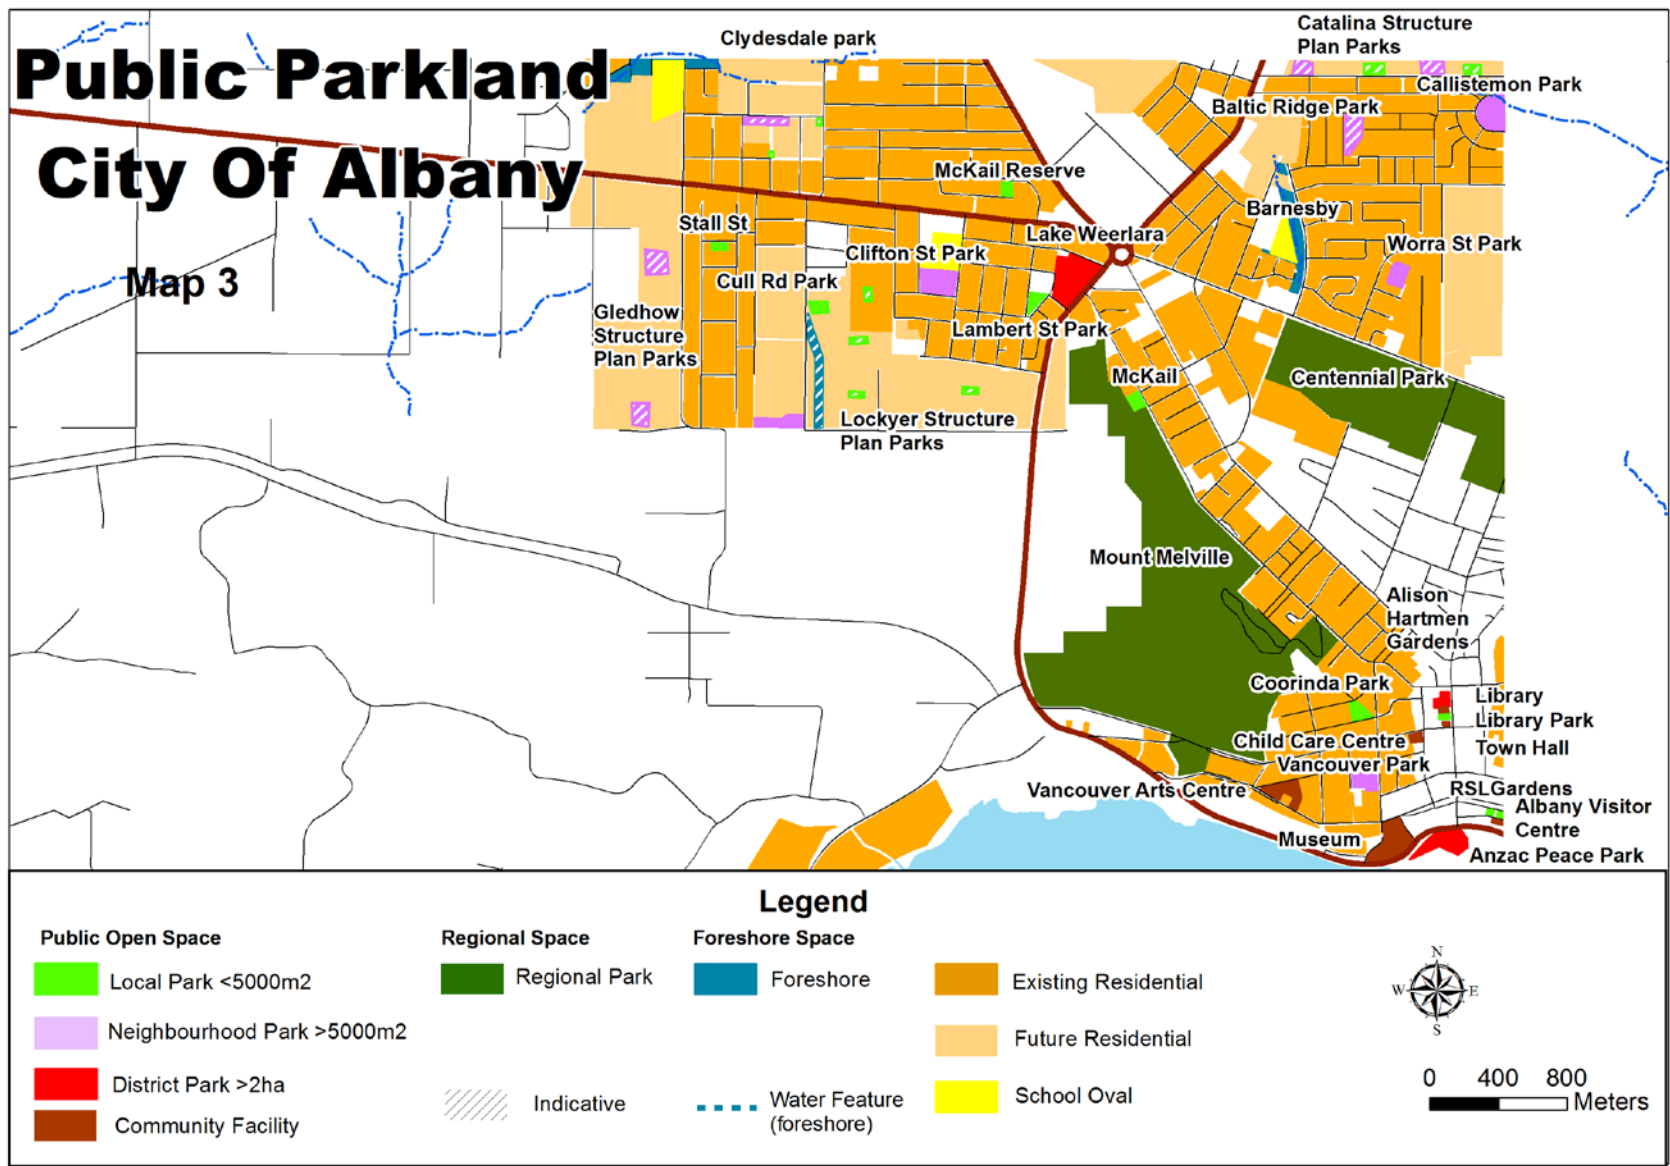 Public Parkland
City Of Albany
Map 3
Clydesdale park
Catalina Structure
Plan Parks
Callistemon Park
Baltic Ridge Park
McKail Reserve
Stall St
Barnesby
Lake Weerlara
Worra St Park
Clifton St Park
Cull Rd Park
Gledhow
Structure
Plan Parks
Lambert St Park
McKail
Centennial Park
Lockyer Structure
Plan Parks
Mount Melville
Alison
Hartmen
Gardens
Coorinda Park
Library
Library Park
Town Hall
Child Care Centre
Vancouver Park
Vancouver Arts Centre
RSLGardens
Albany Visitor
Centre
Museum
Anzac Peace Park
Legend
Public Open Space
Local Park <5000m2
Neighbourhood Park >5000m2
District Park >2ha
Community Facility
Regional Space
Regional Park
Indicative
Foreshore Space
Foreshore
Water Feature
(foreshore)
Existing Residential
Future Residential
School Oval
N
W E
S
0 400 800
Meters